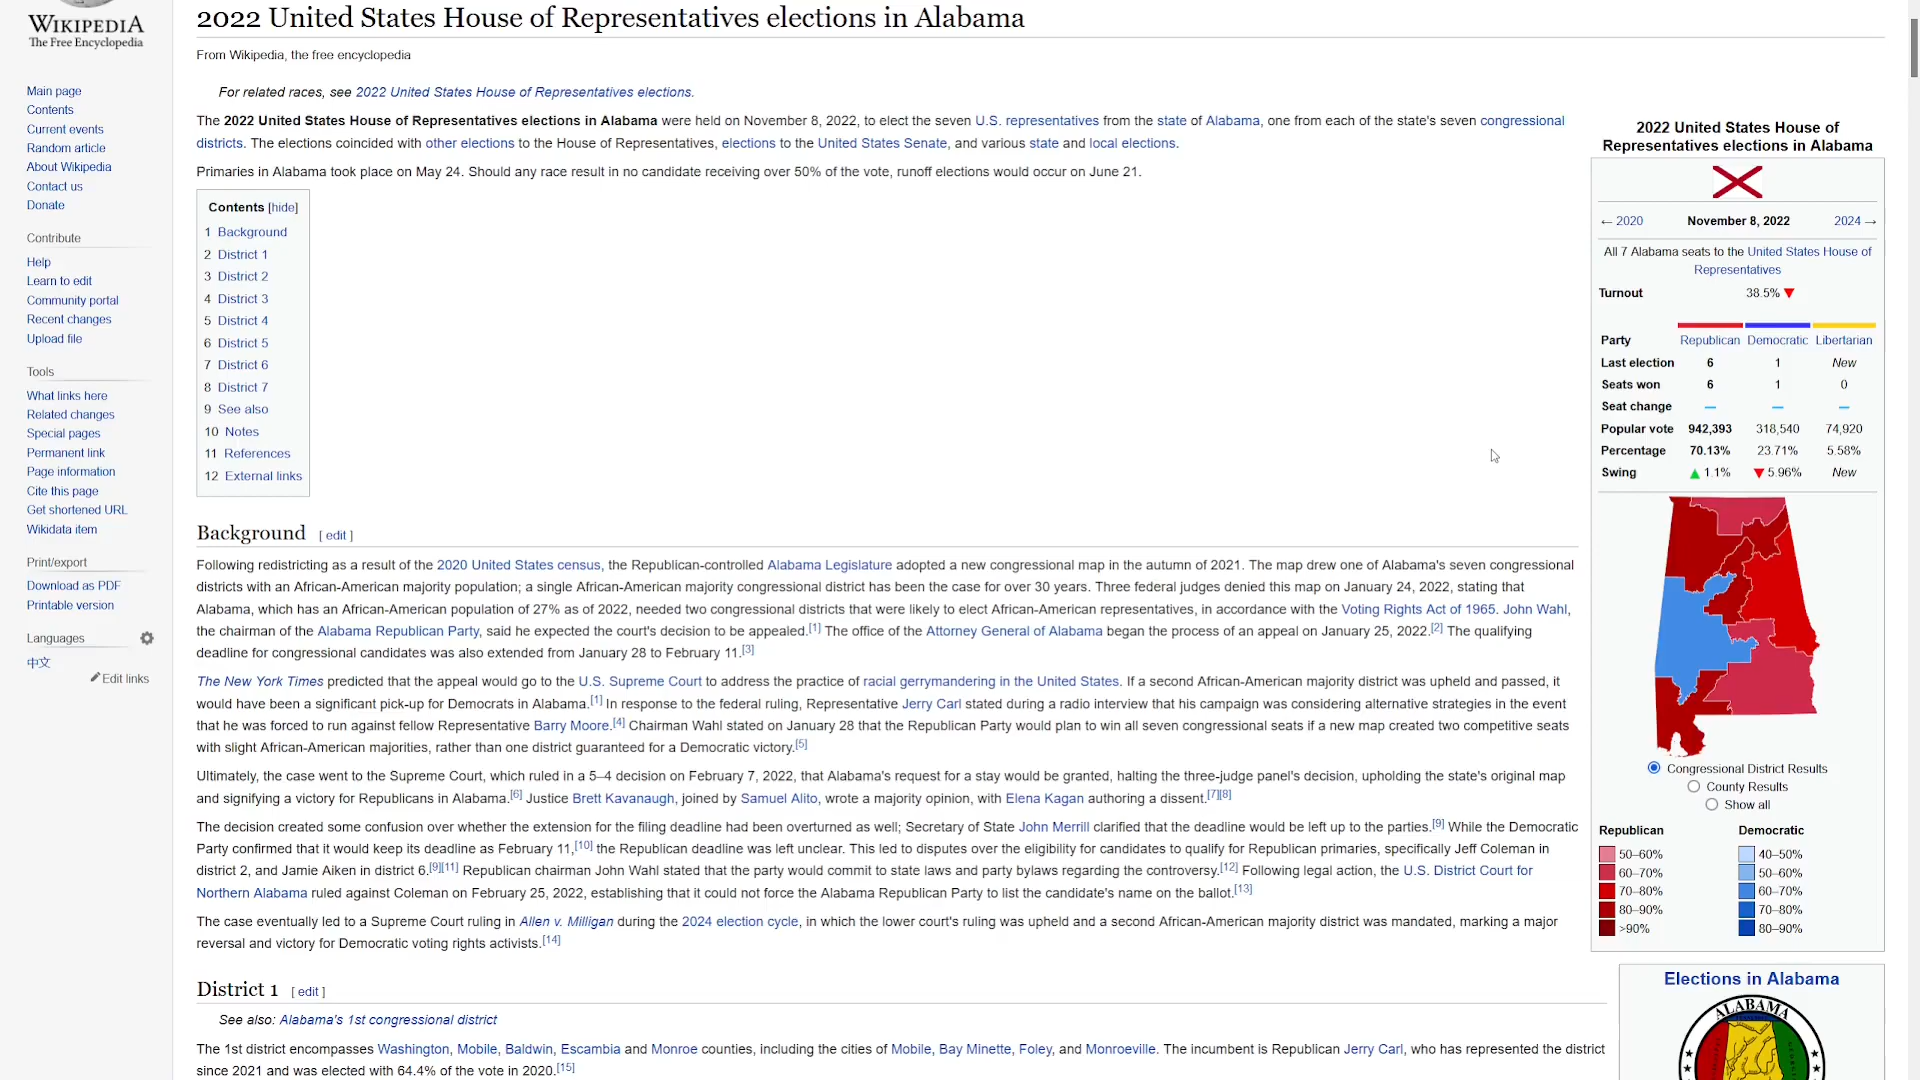 WIKIPEDIA
The Free Encyclopedia
Main page
Contents
Current events
Random article
About Wikipedia
Contact us
Donate
Contribute
Help
Learn to edit
Community portal
Recent changes
Upload file
Tools
What links here
Related changes
Special pages
Permanent link
Page information
Cite this page
Get shortened URL
Wikidata item
Print/export
Download as PDF
Printable version
Languages
中文
Edit links
2022 United States House of Representatives elections in Alabama
From Wikipedia, the free encyclopedia
For related races, see 2022 United States House of Representatives elections.
The 2022 United States House of Representatives elections in Alabama were held on November 8, 2022, to elect the seven U.S. representatives from the state of Alabama, one from each of the state's seven congressional
districts. The elections coincided with other elections to the House of Representatives, elections to the United States Senate, and various state and local elections.
Primaries in Alabama took place on May 24. Should any race result in no candidate receiving over 50% of the vote, runoff elections would occur on June 21.
Contents [hide]
1 Background
2 District 1
3 District 2
4 District 3
5 District 4
6 District 5
7 District 6
8 District 7
9 See also
10 Notes
11 References
12 External links
Background [ edit ]
Following redistricting as a result of the 2020 United States census, the Republican-controlled Alabama Legislature adopted a new congressional map in the autumn of 2021. The map drew one of Alabama's seven congressional
districts with an African-American majority population; a single African-American majority congressional district has been the case for over 30 years. Three federal judges denied this map on January 24, 2022, stating that
Alabama, which has an African-American population of 27% as of 2022, needed two congressional districts that were likely to elect African-American representatives, in accordance with the Voting Rights Act of 1965. John Wahl,
the chairman of the Alabama Republican Party, said he expected the court's decision to be appealed.[1] The office of the Attorney General of Alabama began the process of an appeal on January 25, 2022.[2] The qualifying
deadline for congressional candidates was also extended from January 28 to February 11.[3]
The New York Times predicted that the appeal would go to the U.S. Supreme Court to address the practice of racial gerrymandering in the United States. If a second African-American majority district was upheld and passed, it
would have been a significant pick-up for Democrats in Alabama.[1] In response to the federal ruling, Representative Jerry Carl stated during a radio interview that his campaign was considering alternative strategies in the event
that he was forced to run against fellow Representative Barry Moore.[4] Chairman Wahl stated on January 28 that the Republican Party would plan to win all seven congressional seats if a new map created two competitive seats
with slight African-American majorities, rather than one district guaranteed for a Democratic victory.[5]
Ultimately, the case went to the Supreme Court, which ruled in a 5–4 decision on February 7, 2022, that Alabama's request for a stay would be granted, halting the three-judge panel's decision, upholding the state's original map
and signifying a victory for Republicans in Alabama.[6] Justice Brett Kavanaugh, joined by Samuel Alito, wrote a majority opinion, with Elena Kagan authoring a dissent.[7][8]
The decision created some confusion over whether the extension for the filing deadline had been overturned as well; Secretary of State John Merrill clarified that the deadline would be left up to the parties.[9] While the Democratic
Party confirmed that it would keep its deadline as February 11,[10] the Republican deadline was left unclear. This led to disputes over the eligibility for candidates to qualify for Republican primaries, specifically Jeff Coleman in
district 2, and Jamie Aiken in district 6.[9][11] Republican chairman John Wahl stated that the party would commit to state laws and party bylaws regarding the controversy.[12] Following legal action, the U.S. District Court for
Northern Alabama ruled against Coleman on February 25, 2022, establishing that it could not force the Alabama Republican Party to list the candidate's name on the ballot.[13]
The case eventually led to a Supreme Court ruling in Allen v. Milligan during the 2024 election cycle, in which the lower court's ruling was upheld and a second African-American majority district was mandated, marking a major
reversal and victory for Democratic voting rights activists.[14]
District 1 [ edit ]
See also: Alabama's 1st congressional district
The 1st district encompasses Washington, Mobile, Baldwin, Escambia and Monroe counties, including the cities of Mobile, Bay Minette, Foley, and Monroeville. The incumbent is Republican Jerry Carl, who has represented the district
since 2021 and was elected with 64.4% of the vote in 2020.[15]
2022 United States House of
Representatives elections in Alabama
← 2020 November 8, 2022 2024 →
All 7 Alabama seats to the United States House of
Representatives
Turnout 38.5% ▼
Party Republican Democratic Libertarian
Last election 6 1 New
Seats won 6 1 0
Seat change — — —
Popular vote 942,393 318,540 74,920
Percentage 70.13% 23.71% 5.58%
Swing ▲ 1.1% ▼ 5.96% New
Congressional District Results
County Results
Show all
Republican Democratic
50–60% 40–50%
60–70% 50–60%
70–80% 60–70%
80–90% 70–80%
>90% 80–90%
Elections in Alabama
ALABAMA